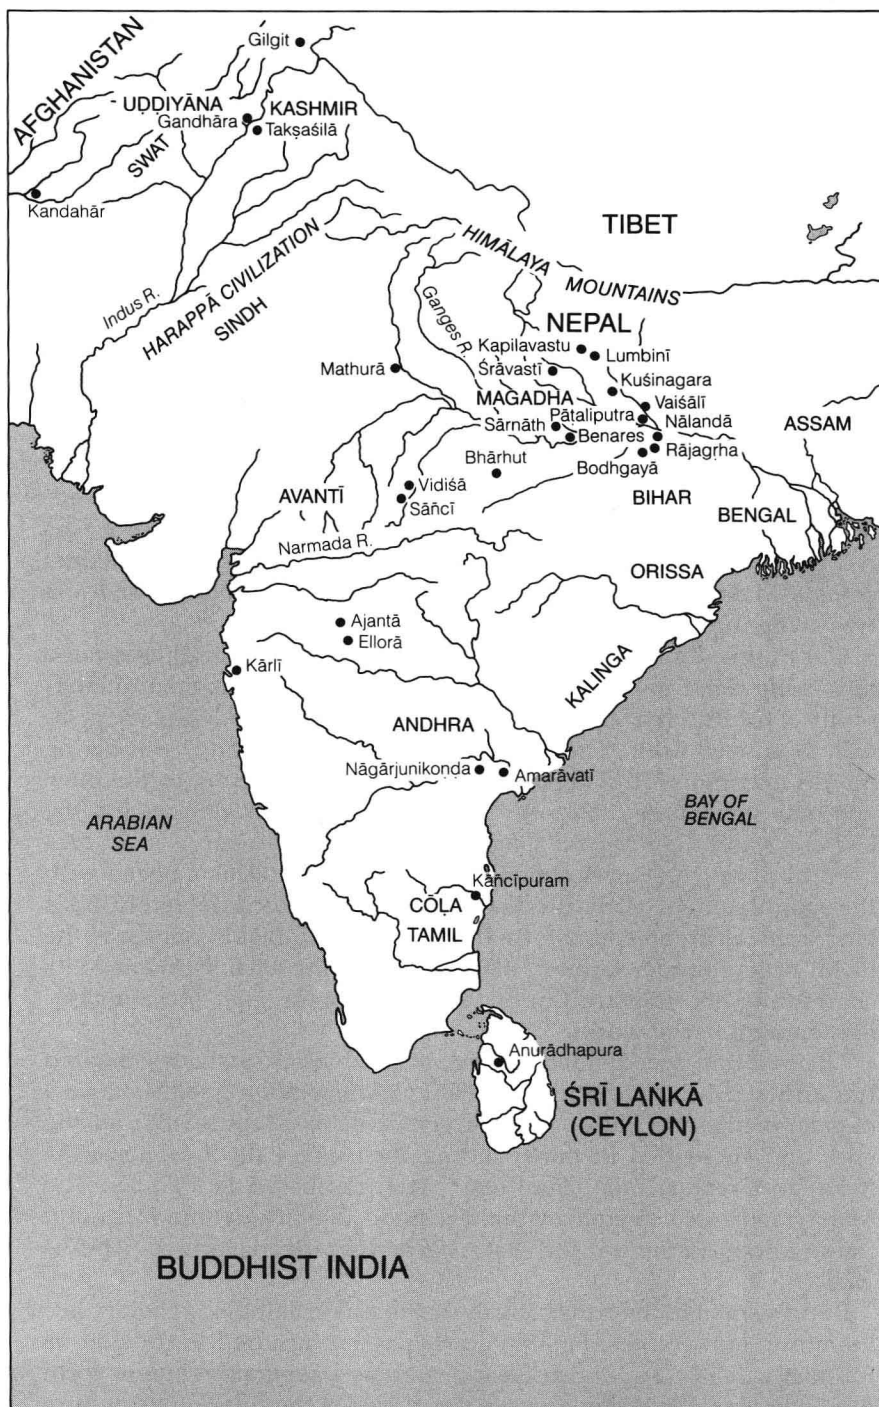 Gilgit
AFGHANISTAN
UḌḌIYĀNA
KASHMIR
Gandhāra
Takṣaśilā
SWAT
Kandahār
TIBET
HIMĀLAYA
MOUNTAINS
Indus R.
HARAPPĀ CIVILIZATION
SINDH
Ganges R.
NEPAL
Kapilavastu
Lumbinī
Mathurā
Śrāvastī
Kuśinagara
MAGADHA
Vaiśālī
Pāṭaliputra
Nālandā
ASSAM
Sārnāth
Benares
Rājagṛha
Bhārhut
Bodhgayā
Vidiśā
AVANTĪ
Sāñcī
BIHAR
BENGAL
Narmada R.
ORISSA
Ajantā
Ellorā
Kārlī
KALINGA
ANDHRA
Nāgārjunikoṇḍa
Amarāvatī
ARABIAN
SEA
BAY OF
BENGAL
Kāñcīpuram
CŌḶA
TAMIL
Anurādhapura
ŚRĪ LAṄKĀ
(CEYLON)
BUDDHIST INDIA